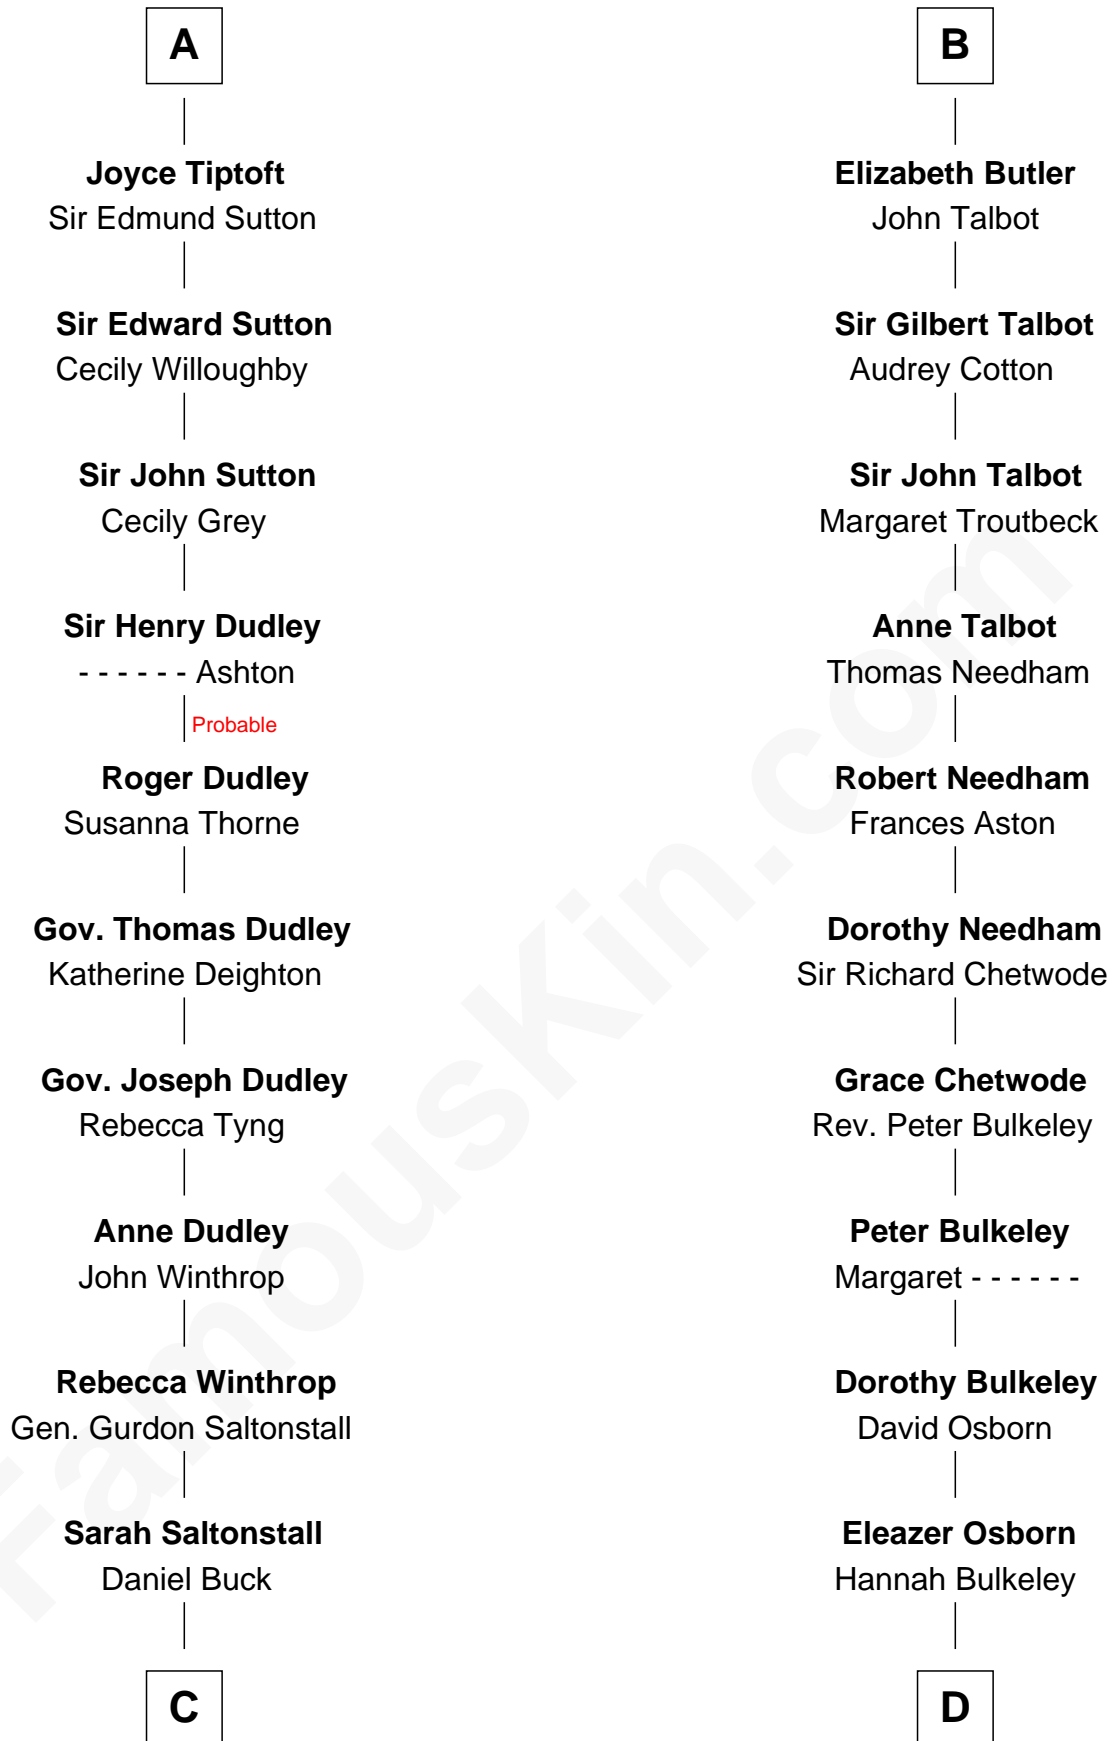 A
Joyce Tiptoft
Sir Edmund Sutton
Sir Edward Sutton
Cecily Willoughby
Sir John Sutton
Cecily Grey
Sir Henry Dudley
- - - - - - Ashton
Probable
Roger Dudley
Susanna Thorne
Gov. Thomas Dudley
Katherine Deighton
Gov. Joseph Dudley
Rebecca Tyng
Anne Dudley
John Winthrop
Rebecca Winthrop
Gen. Gurdon Saltonstall
Sarah Saltonstall
Daniel Buck
C
B
Elizabeth Butler
John Talbot
Sir Gilbert Talbot
Audrey Cotton
Sir John Talbot
Margaret Troutbeck
Anne Talbot
Thomas Needham
Robert Needham
Frances Aston
Dorothy Needham
Sir Richard Chetwode
Grace Chetwode
Rev. Peter Bulkeley
Peter Bulkeley
Margaret - - - - - -
Dorothy Bulkeley
David Osborn
Eleazer Osborn
Hannah Bulkeley
D
FamousKin.com